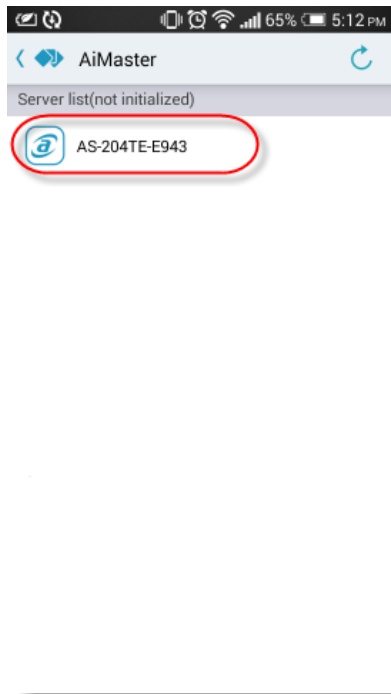 65% 5:12 PM
AiMaster
Server list(not initialized)
AS-204TE-E943